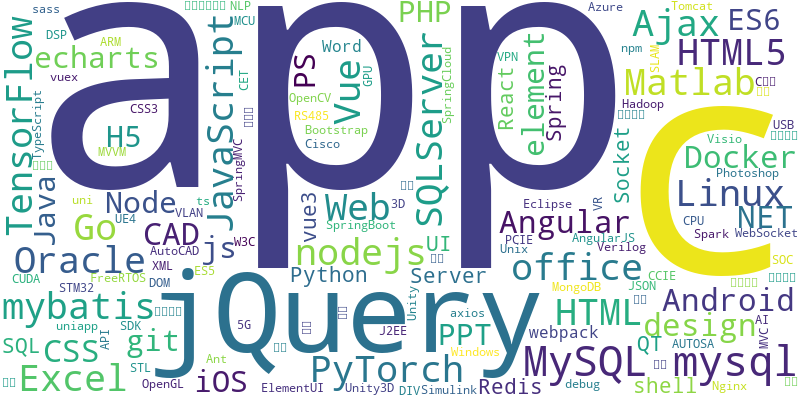 sass
NLP
Tomcat
DSP
ARM
MCU
PHP
Azure
Ajax
ES6
echarts
vuex
TensorFlow
TypeScript
app
JavaScript
CET
PS
Word
Vue
GPU
OpenCV
RS485
Bootstrap
Cisco
SQLServer
SpringCloud
VPN
React
element
Spring
npm
SLAM
HTML5
Matlab
Hadoop
C
CSS3
H5
MVVM
Java
SpringMVC
Socket
USB
Visio
Docker
Photoshop
uni
Node
ts
VLAN
UE4
Go
CAD
AutoCAD
js
W3C
vue3
Web
3D
SpringBoot
UI
nodejs
Eclipse
VR
Angular
Unix
PCIE
AngularJS
Verilog
Linux
CPU
NET
Spark
WebSocket
Oracle
XML
ES5
CUDA
FreeRTOS
STM32
DOM
jQuery
Python
Server
office
MongoDB
JSON
CCIE
SOC
mybatis
uniapp
SDK
API
5G
J2EE
Unity
axios
PPT
Windows
webpack
HTML
Android
design
QT
AUTOSA
MVC
AI
SQL
CSS
git
STL
Excel
OpenGL
Ant
iOS
ElementUI
PyTorch
Unity3D
DIV
Simulink
Redis
debug
MySQL
mysql
shell
Nginx